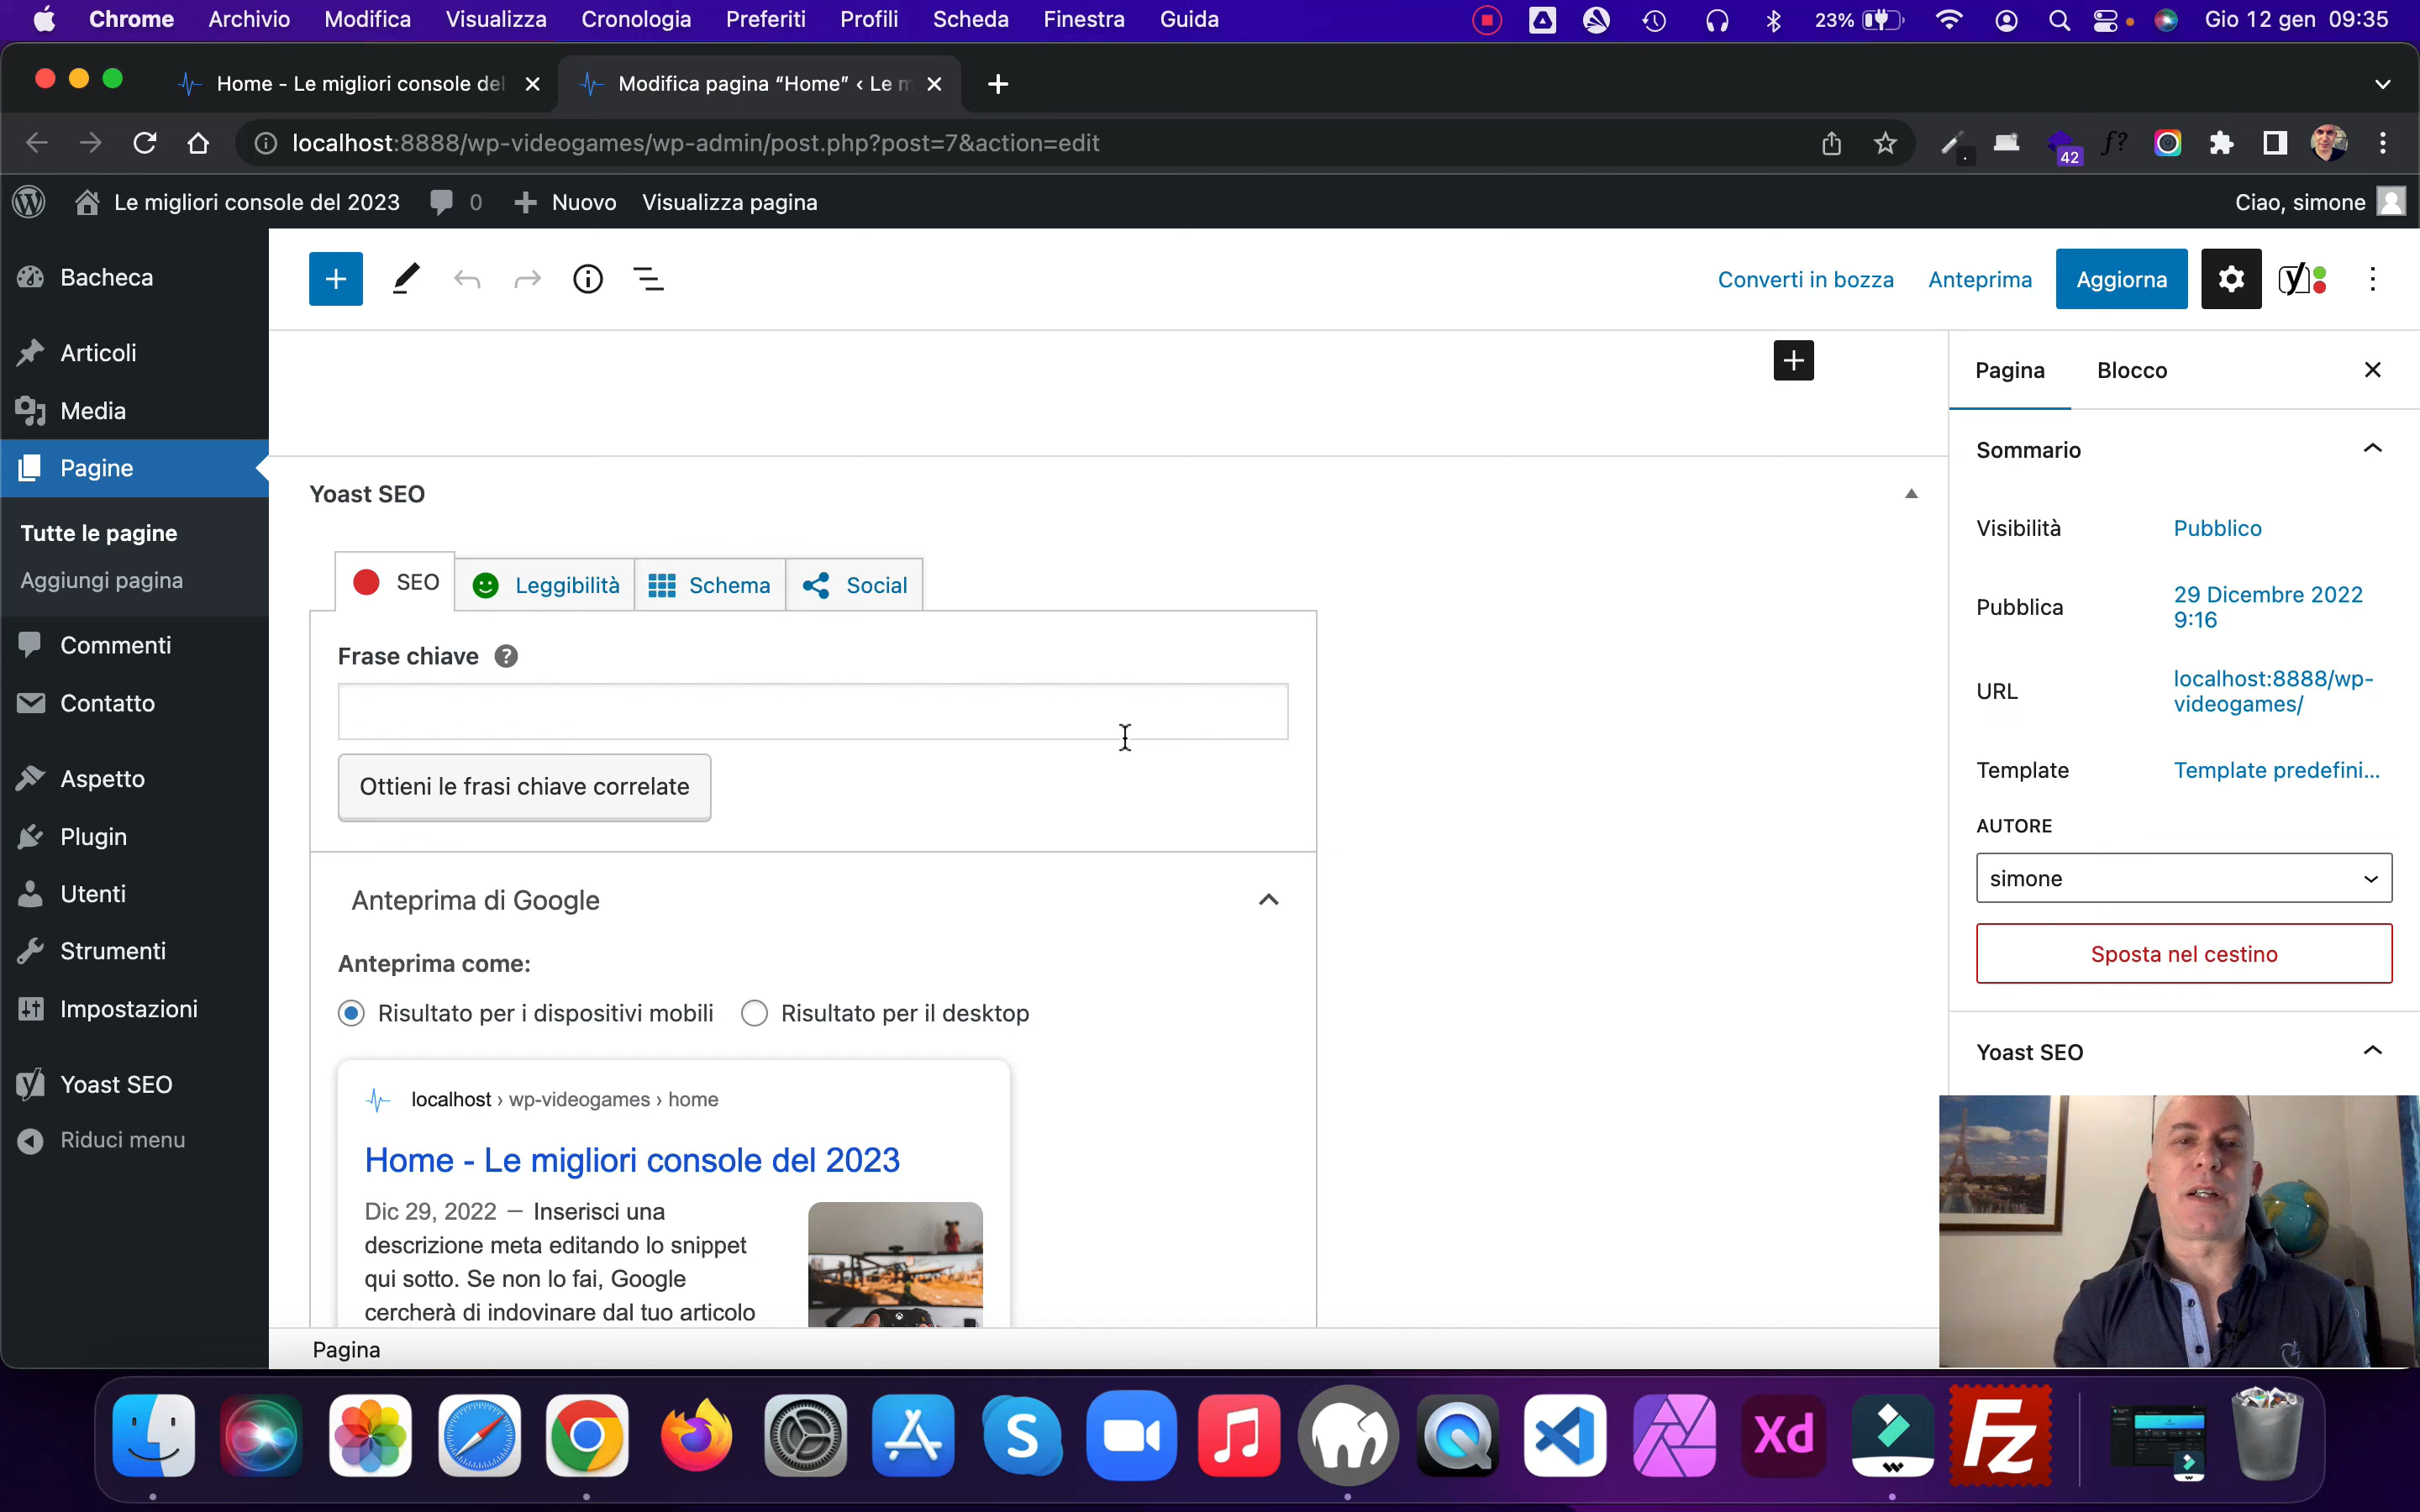 Chrome Archivio Modifica Visualizza Cronologia Preferiti Profili Scheda Finestra Guida 23% Gio 12 gen 09:35
Home - Le migliori console del Modifica pagina “Home” ‹ Le m
localhost:8888/wp-videogames/wp-admin/post.php?post=7&action=edit f? 42
Le migliori console del 2023 0 Nuovo Visualizza pagina Ciao, simone
Bacheca
Articoli
Media
Pagine
Tutte le pagine
Aggiungi pagina
Commenti
Contatto
Aspetto
Plugin
Utenti
Strumenti
Impostazioni
Yoast SEO
Riduci menu
Converti in bozza Anteprima Aggiorna
Yoast SEO
SEO Leggibilità Schema Social
Frase chiave ?
Ottieni le frasi chiave correlate
Anteprima di Google
Anteprima come:
Risultato per i dispositivi mobili Risultato per il desktop
localhost › wp-videogames › home
Home - Le migliori console del 2023
Dic 29, 2022 － Inserisci una
descrizione meta editando lo snippet
qui sotto. Se non lo fai, Google
cercherà di indovinare dal tuo articolo
Pagina
Pagina Blocco
Sommario
Visibilità Pubblico
Pubblica 29 Dicembre 2022
9:16
URL localhost:8888/wp-
videogames/
Template Template predefini...
AUTORE
simone
Sposta nel cestino
Yoast SEO
S Xd Fz